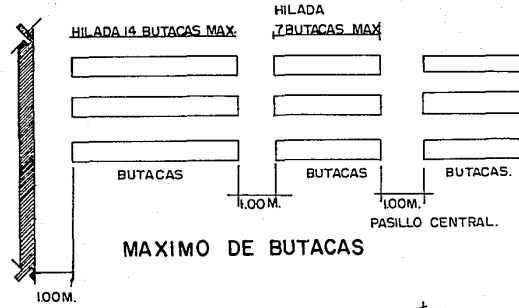 HILADA 14 BUTACAS MAX.
HILADA
7 BUTACAS MAX
BUTACAS
BUTACAS
BUTACAS.
1.00 M.
1.00M.
PASILLO CENTRAL.
MAXIMO DE BUTACAS
1.00M.